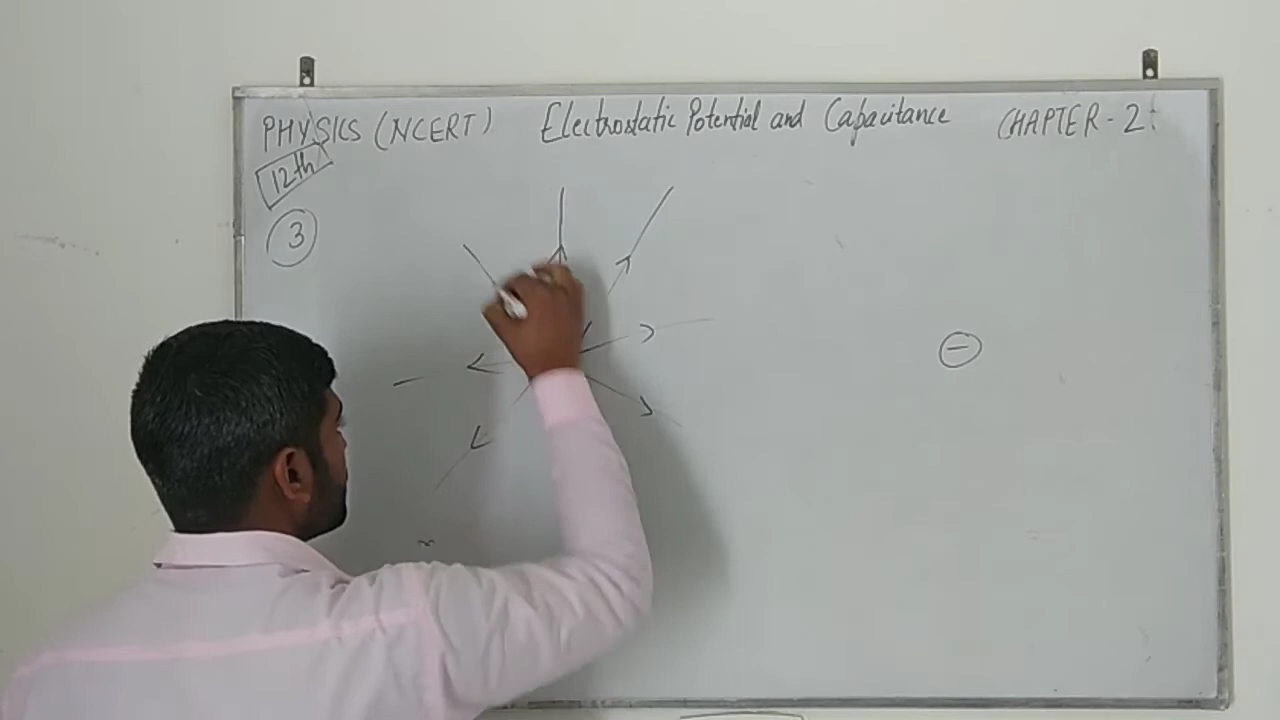 PHYSICS (NCERT) Electrostatic Potential and Capacitance CHAPTER - 2
12th
3